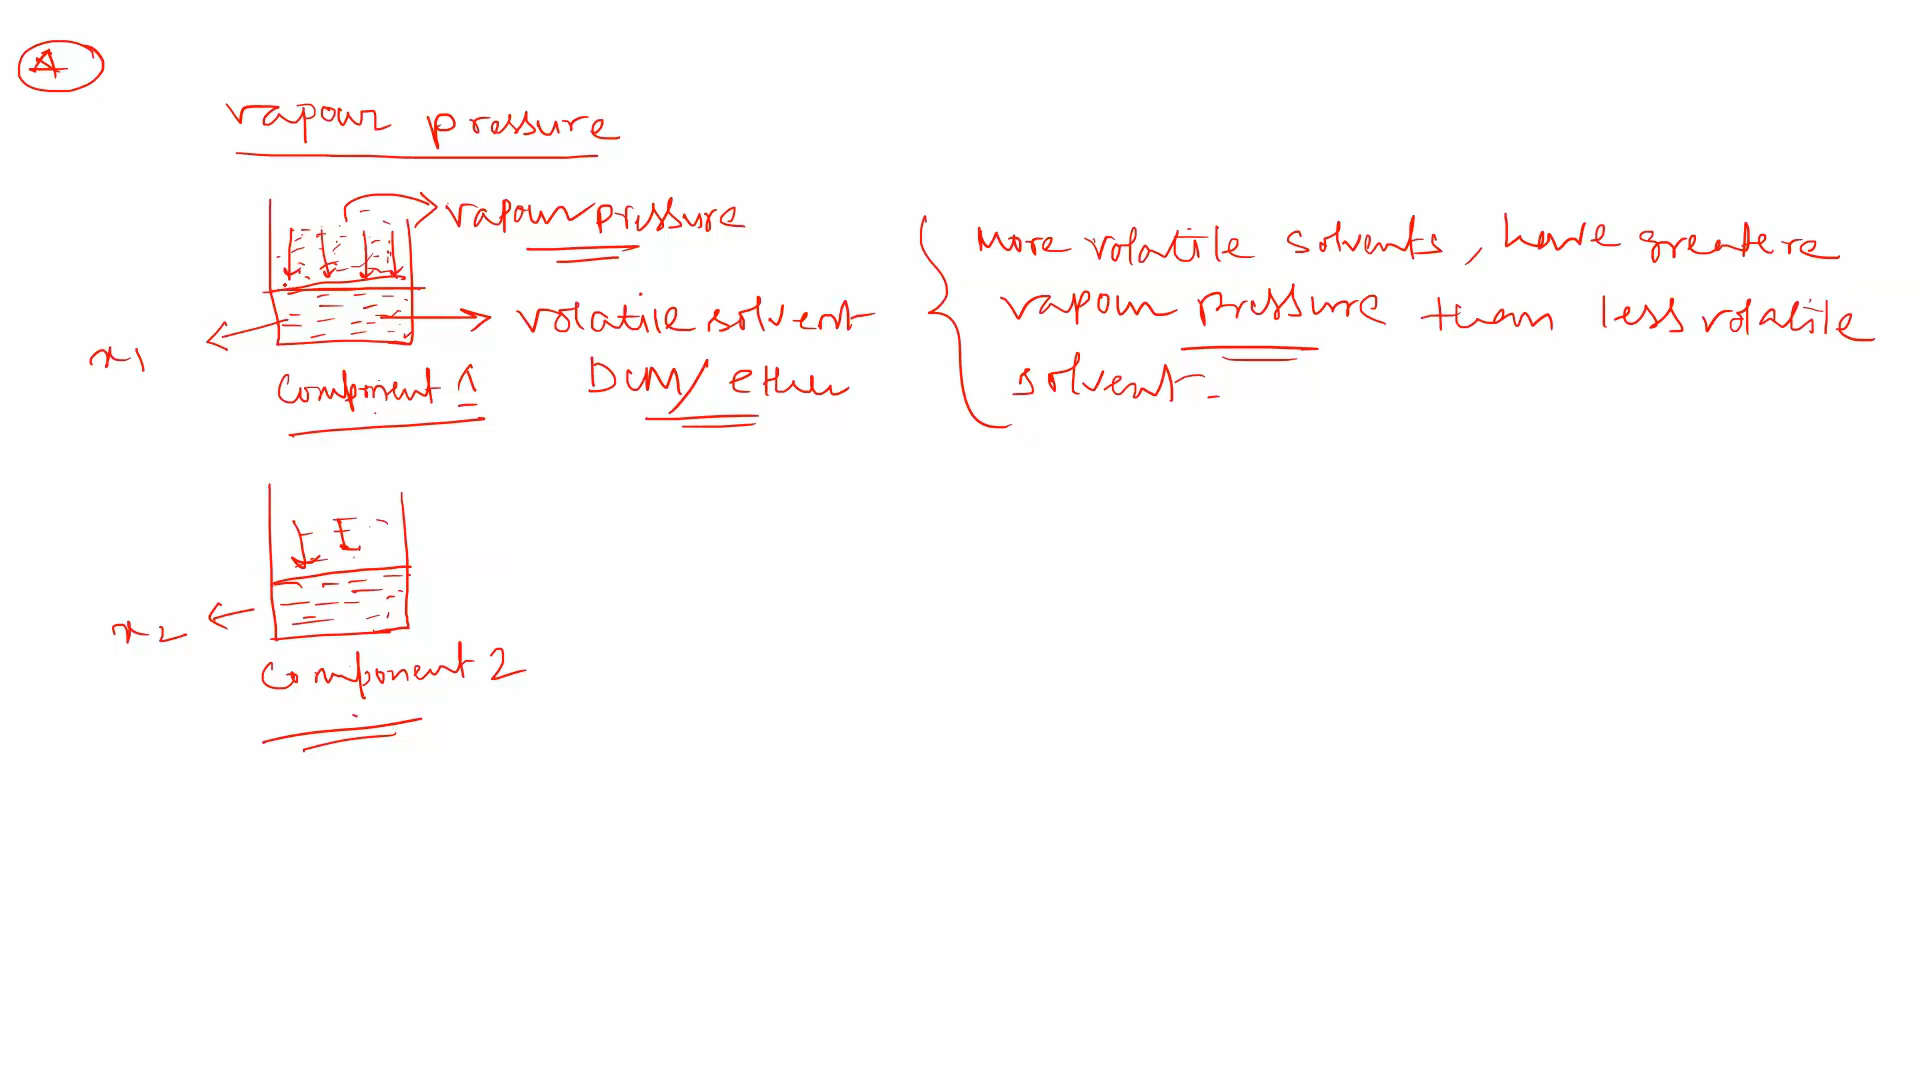 A
vapour pressure
vapour pressure
volatile solvent
DCM/ether
x1
Component 1
More volatile solvents, have greatere
vapour pressure than less volatile
solvent.
x2
Component 2